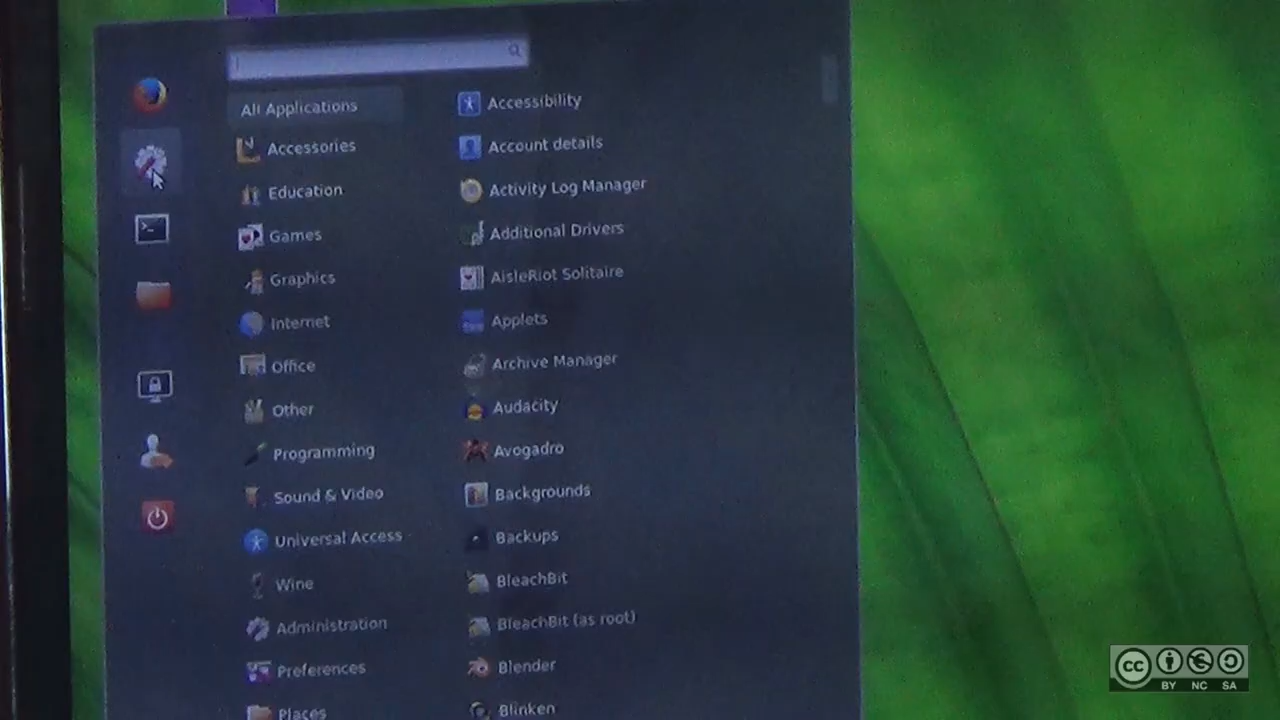 All Applications
Accessories
Education
Games
Graphics
Internet
Office
Other
Programming
Sound & Video
Universal Access
Wine
Administration
Preferences
Places
Accessibility
Account details
Activity Log Manager
Additional Drivers
AisleRiot Solitaire
Applets
Archive Manager
Audacity
Avogadro
Backgrounds
Backups
BleachBit
BleachBit (as root)
Blender
Blinken
cc
BY NC SA